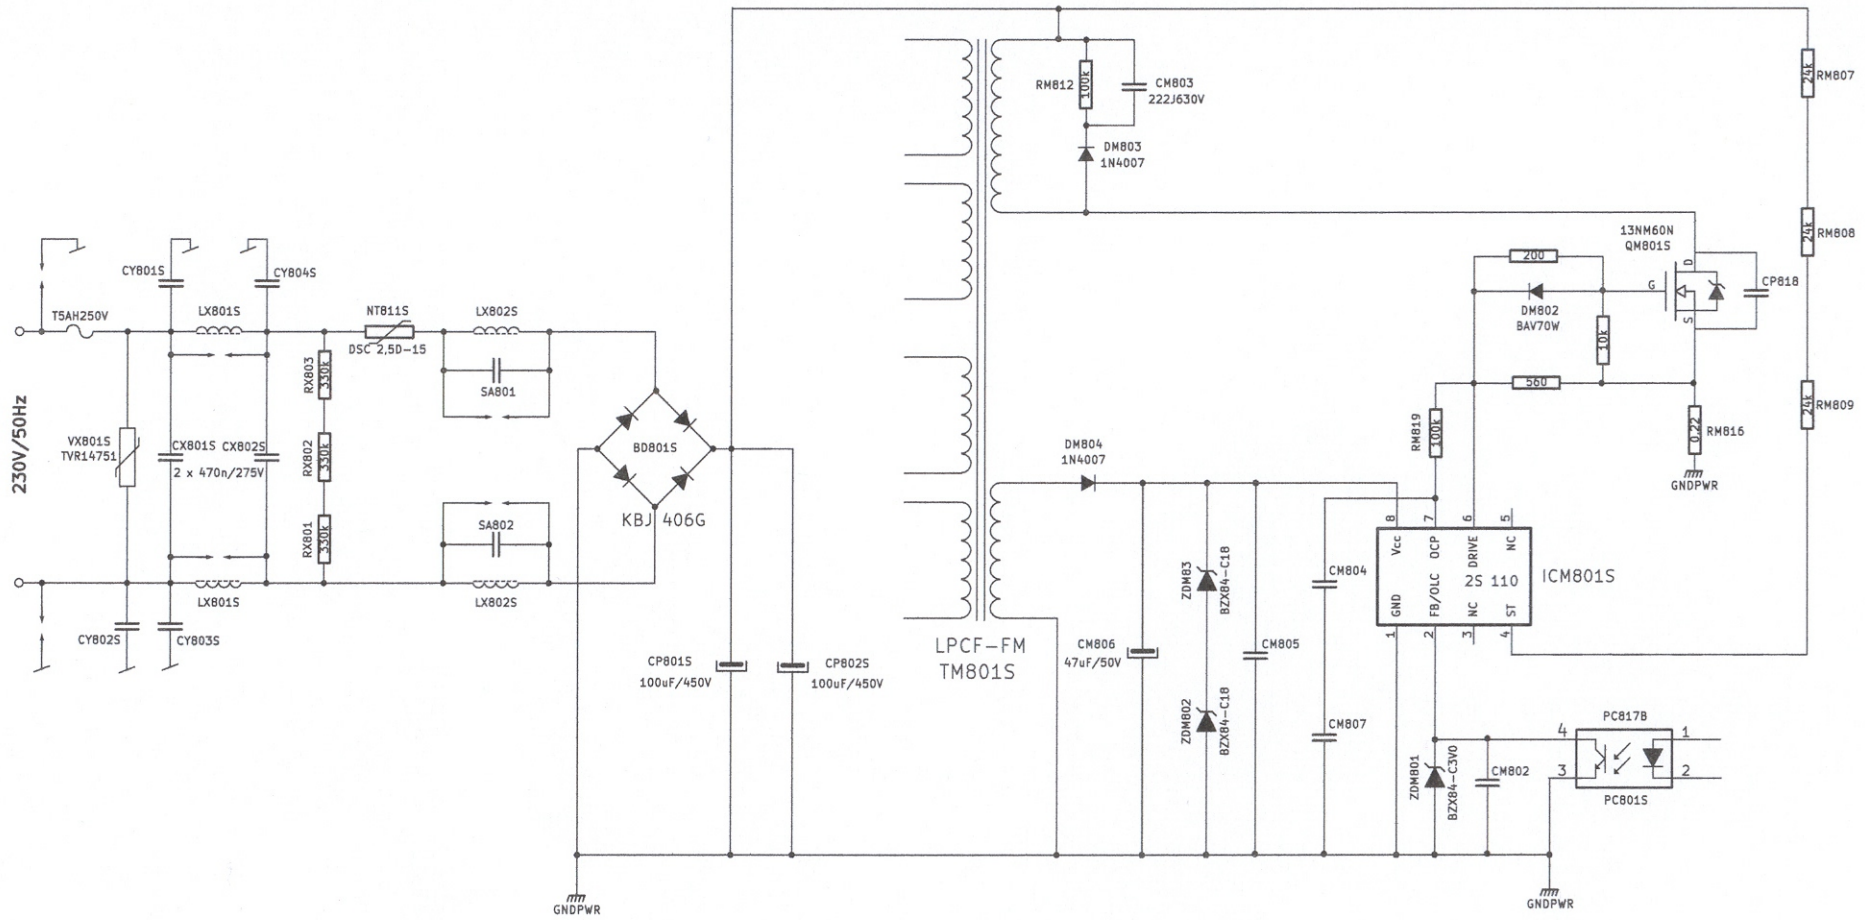 230V/50Hz
T5AH250V
CY801S
CY804S
LX801S
VX801S
TVR14751
CX801S
CX802S
2 x 470n/275V
RX803
330k
RX802
330k
RX801
330k
LX801S
CY802S
CY803S
NT811S
DSC 2,5D-15
LX802S
SA801
SA802
LX802S
BD801S
KBJ 406G
CP801S
100uF/450V
CP802S
100uF/450V
GNDPWR
LPCF-FM
TM801S
RM812
100k
CM803
222J630V
DM803
1N4007
DM804
1N4007
CM806
47uF/50V
ZDM83
BZX84-C18
ZDM802
BZX84-C18
CM805
CM804
CM807
RM819
100k
200
DM802
BAV70W
10k
560
13NM60N
QM801S
D
G
S
CP818
0.22
RM816
GNDPWR
24k
RM807
24k
RM808
24k
RM809
8
7
6
5
Vcc
OCP
DRIVE
NC
2S 110
GND
FB/OLC
NC
ST
1
2
3
4
ICM801S
ZDM801
BZX84-C3V0
CM802
PC817B
4
3
1
2
PC801S
GNDPWR